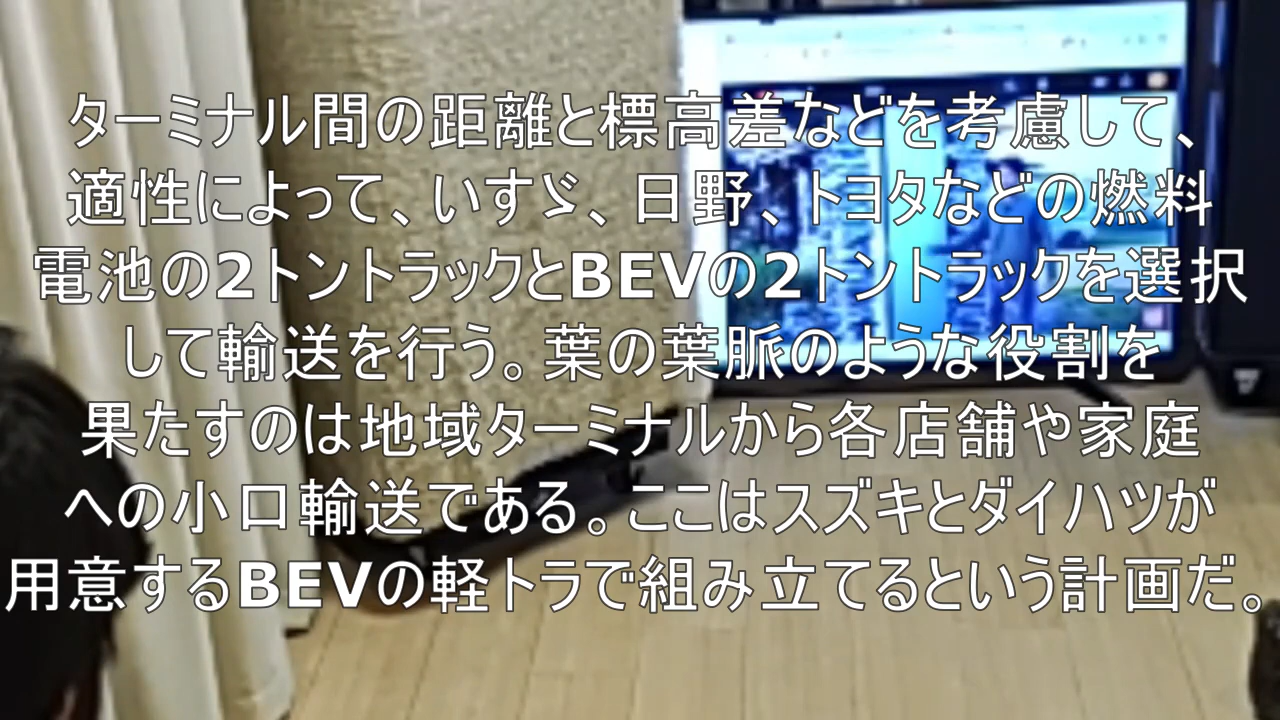 ターミナル間の距離と標高差などを考慮して、
適性によって、いすゞ、日野、トヨタなどの燃料
電池の2トントラックとBEVの2トントラックを選択
して輸送を行う。葉の葉脈のような役割を
果たすのは地域ターミナルから各店舗や家庭
への小口輸送である。ここはスズキとダイハツが
用意するBEVの軽トラで組み立てるという計画だ。